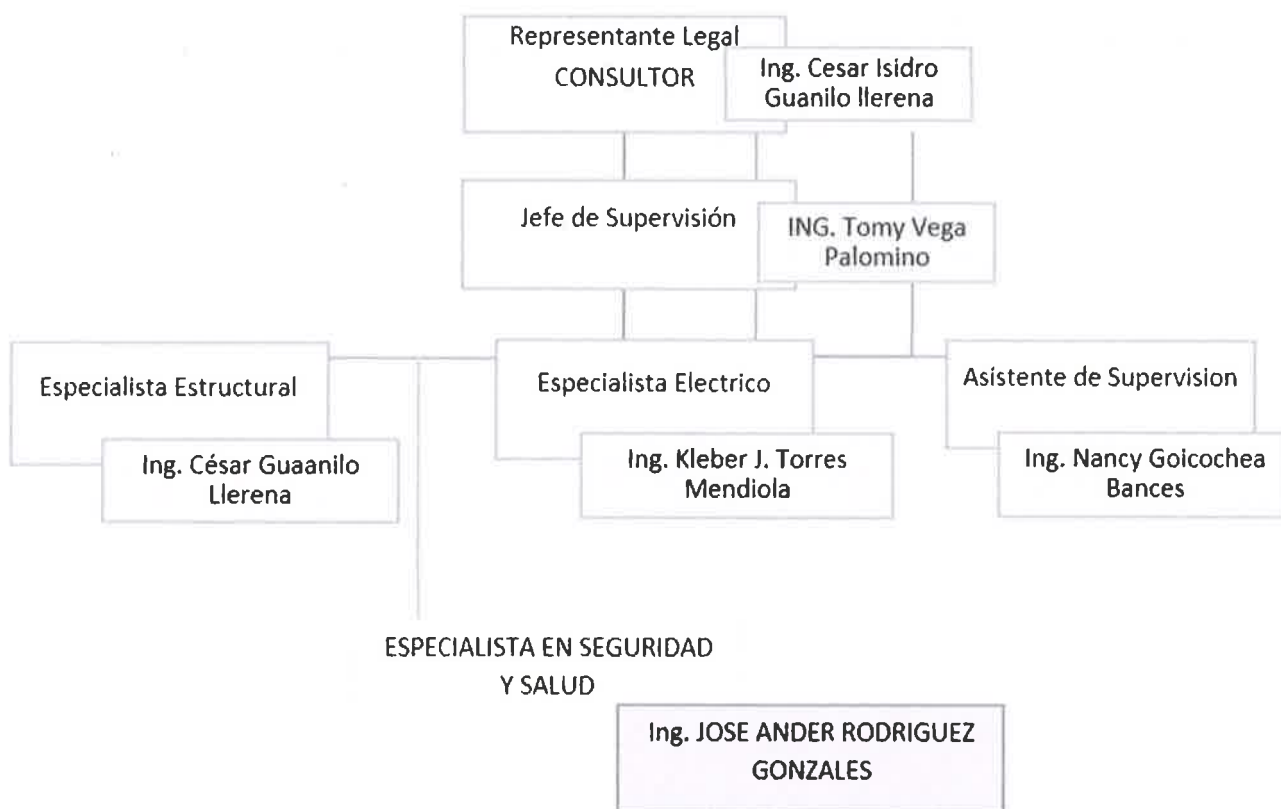 Representante Legal
CONSULTOR
Ing. Cesar Isidro
Guanilo llerena
Jefe de Supervisión
ING. Tomy Vega
Palomino
Especialista Estructural
Ing. César Guaanilo
Llerena
Especialista Electrico
Ing. Kleber J. Torres
Mendiola
Asistente de Supervision
Ing. Nancy Goicochea
Bances
ESPECIALISTA EN SEGURIDAD
Y SALUD
Ing. JOSE ANDER RODRIGUEZ
GONZALES